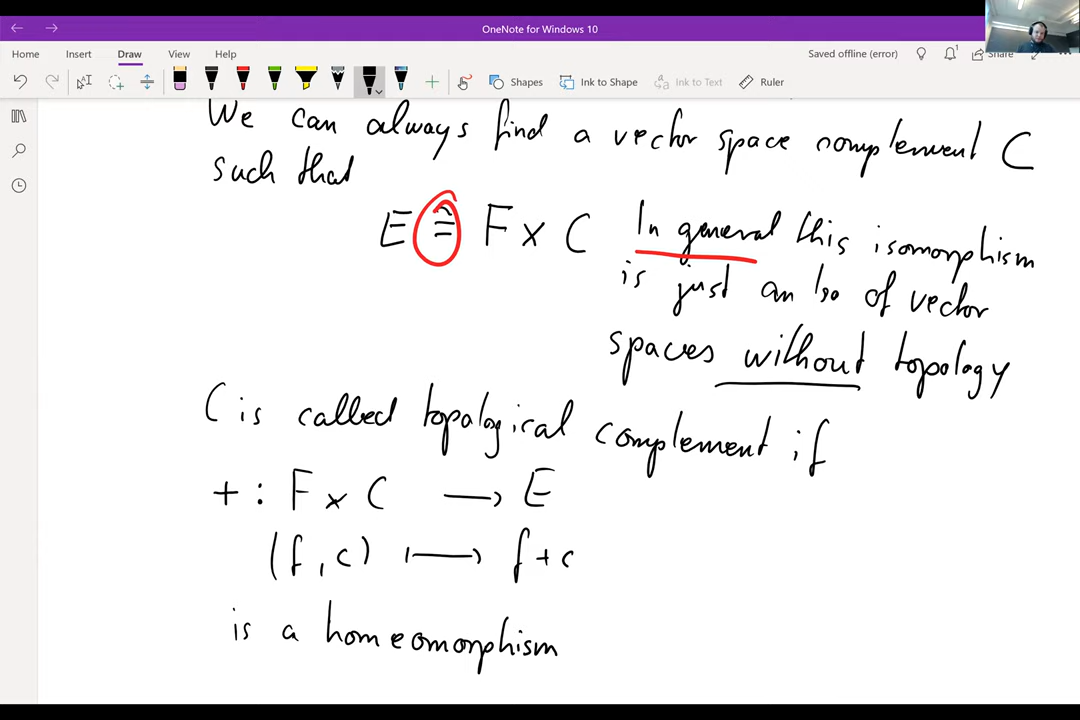 OneNote for Windows 10
Home Insert Draw View Help Saved offline (error) Share
Shapes Ink to Shape Ink to Text Ruler
We can always find a vector space complement C
such that
E ≅ F × C In general this isomorphism
is just an iso of vector
spaces without topology
C is called topological complement if
+ : F × C → E
(f, c) ↦ f + c
is a homeomorphism